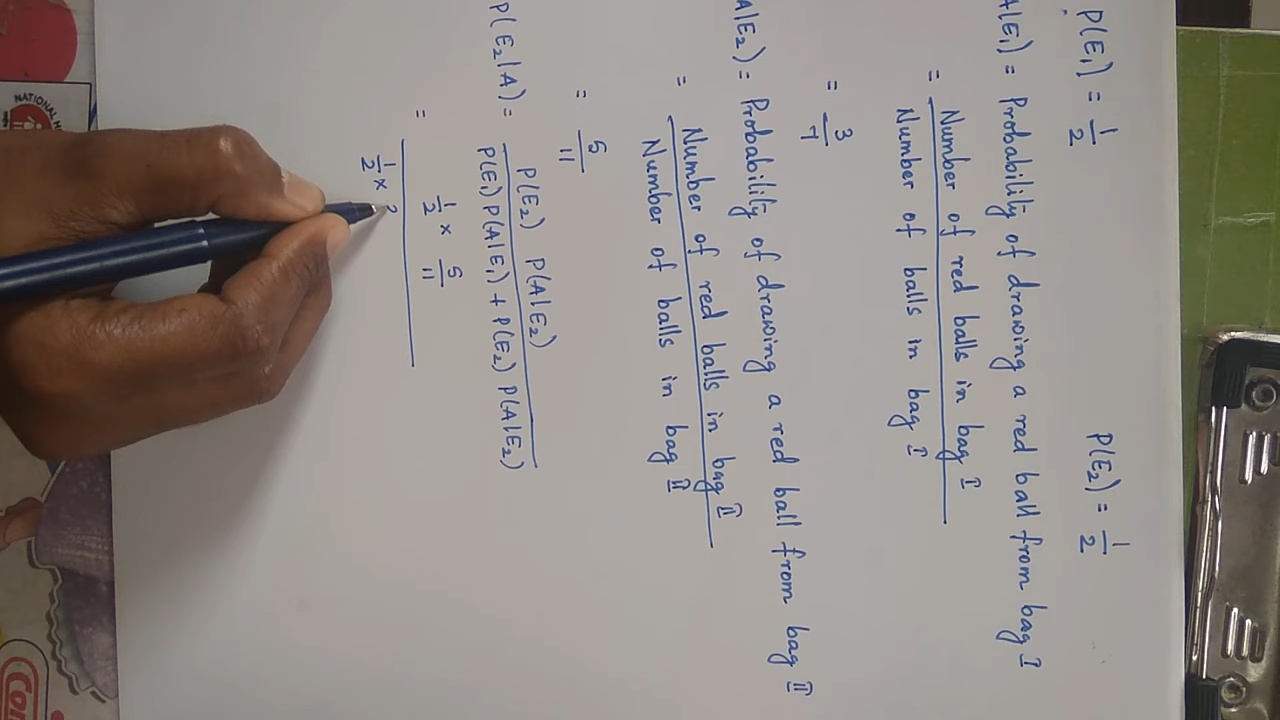 P(E₁) = 1/2 P(E₂) = 1/2
A|E₁) = Probability of drawing a red ball from bag I
= Number of red balls in bag I
Number of balls in bag I
= 3/7
A|E₂) = Probability of drawing a red ball from bag II
= Number of red balls in bag II
Number of balls in bag II
= 5/11
P(E₂|A) = P(E₂) P(A|E₂)
P(E₁) P(A|E₁) + P(E₂) P(A|E₂)
= 1/2 × 5/11
1/2 ×
NATIONAL